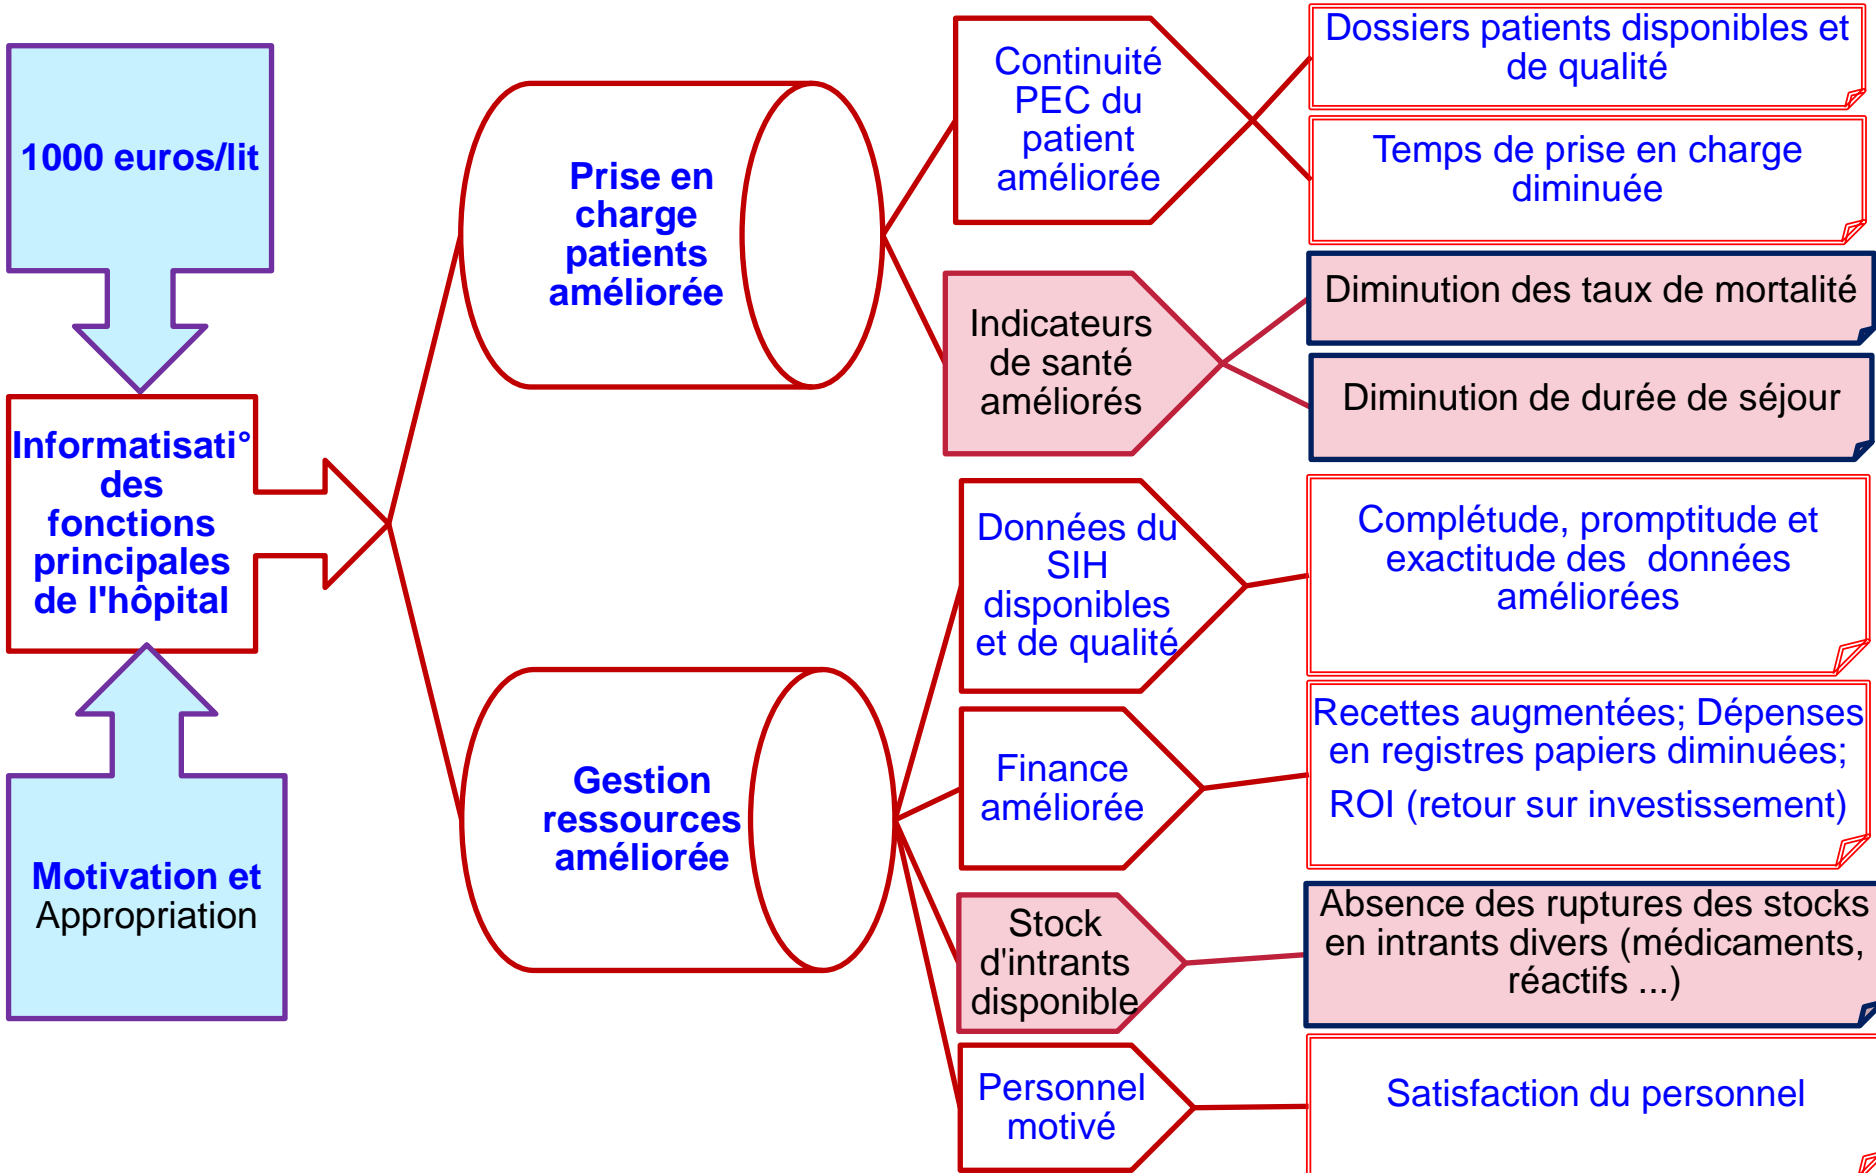 1000 euros/lit
Informatisati°
des
fonctions
principales
de l'hôpital
Motivation et
Appropriation
Prise en
charge
patients
améliorée
Gestion
ressources
améliorée
Continuité
PEC du
patient
améliorée
Indicateurs
de santé
améliorés
Données du
SIH
disponibles
et de qualité
Finance
améliorée
Stock
d'intrants
disponible
Personnel
motivé
Dossiers patients disponibles et
de qualité
Temps de prise en charge
diminuée
Diminution des taux de mortalité
Diminution de durée de séjour
Complétude, promptitude et
exactitude des données
améliorées
Recettes augmentées; Dépenses
en registres papiers diminuées;
ROI (retour sur investissement)
Absence des ruptures des stocks
en intrants divers (médicaments,
réactifs ...)
Satisfaction du personnel